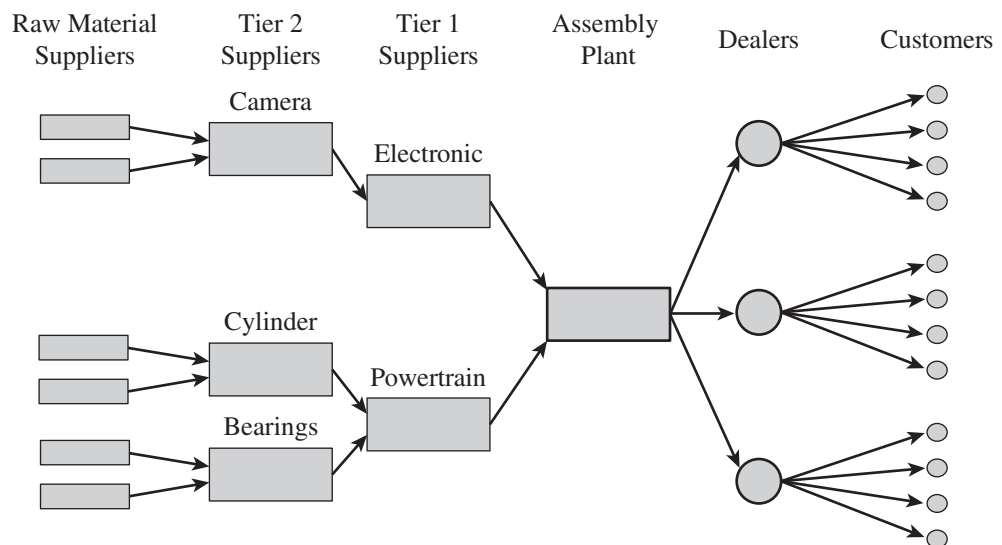 Raw Material
Suppliers
Tier 2
Suppliers
Tier 1
Suppliers
Assembly
Plant
Dealers
Customers
Camera
Electronic
Cylinder
Powertrain
Bearings